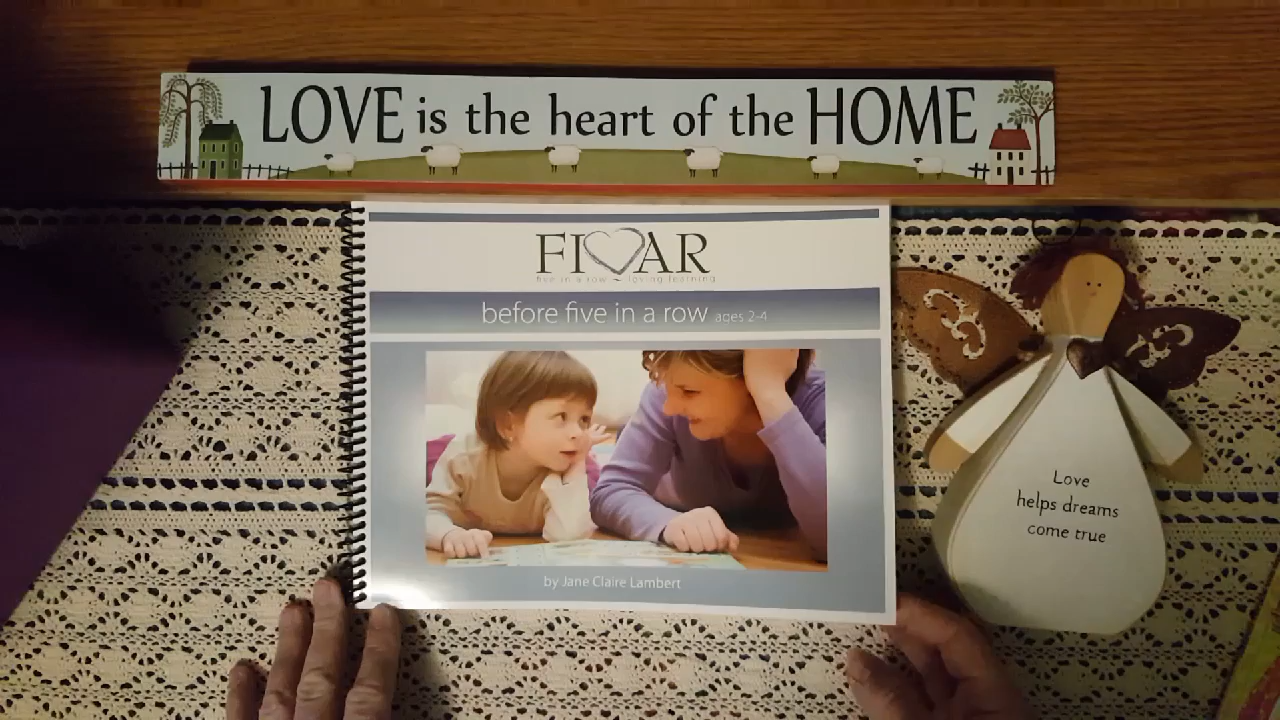 LOVE is the heart of the HOME
FIVAR
five in a row ~ loving learning
before five in a row ages 2-4
by Jane Claire Lambert
Love
helps dreams
come true